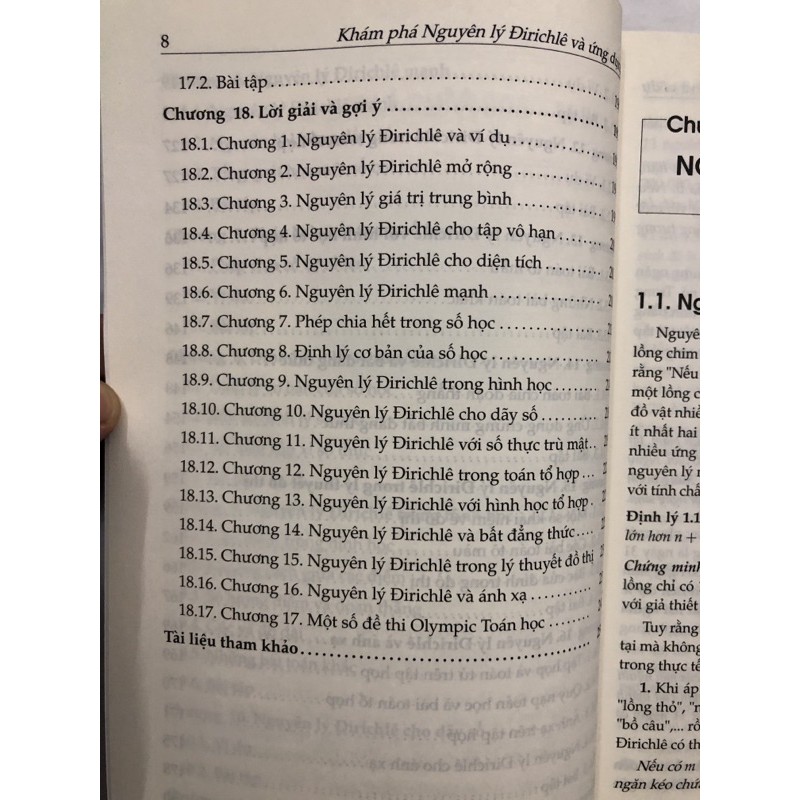 8 Khám phá Nguyên lý Đirichlê và ứng dụng
17.2. Bài tập
Chương 18. Lời giải và gợi ý
18.1. Chương 1. Nguyên lý Đirichlê và ví dụ
18.2. Chương 2. Nguyên lý Đirichlê mở rộng
18.3. Chương 3. Nguyên lý giá trị trung bình
18.4. Chương 4. Nguyên lý Đirichlê cho tập vô hạn
18.5. Chương 5. Nguyên lý Đirichlê cho diện tích
18.6. Chương 6. Nguyên lý Đirichlê mạnh
18.7. Chương 7. Phép chia hết trong số học
18.8. Chương 8. Định lý cơ bản của số học
18.9. Chương 9. Nguyên lý Đirichlê trong hình học
18.10. Chương 10. Nguyên lý Đirichlê cho dãy số
18.11. Chương 11. Nguyên lý Đirichlê với số thực trù mật
18.12. Chương 12. Nguyên lý Đirichlê trong toán tổ hợp
18.13. Chương 13. Nguyên lý Đirichlê với hình học tổ hợp
18.14. Chương 14. Nguyên lý Đirichlê và bất đẳng thức
18.15. Chương 15. Nguyên lý Đirichlê trong lý thuyết đồ thị
18.16. Chương 16. Nguyên lý Đirichlê và ánh xạ
18.17. Chương 17. Một số đề thi Olympic Toán học
Tài liệu tham khảo
1.1. Ng
Nguyên
lồng chim
rằng "Nếu
một lồng c
đồ vật nhiề
ít nhất hai
nhiều ứng
nguyên lý n
với tính chấ
Định lý 1.1
lớn hơn n +
Chứng minh
lồng chỉ có
với giả thiết
Tuy rằng
tại mà không
trong thực tế
1. Khi áp
"lồng thỏ", "n
"bồ câu",... rồ
Đirichlê có th
Nếu có m
ngăn kéo chứa